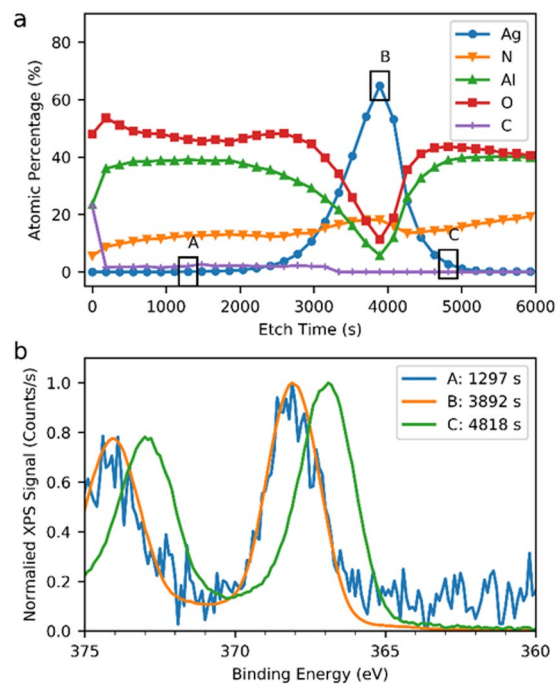 a
80
60
40
20
0
Atomic Percentage (%)
Ag
N
Al
O
C
A
B
C
0 1000 2000 3000 4000 5000 6000
Etch Time (s)
b
1.0
0.8
0.6
0.4
0.2
0.0
Normalied XPS Signal (Counts/s)
A: 1297 s
B: 3892 s
C: 4818 s
375 370 365 360
Binding Energy (eV)